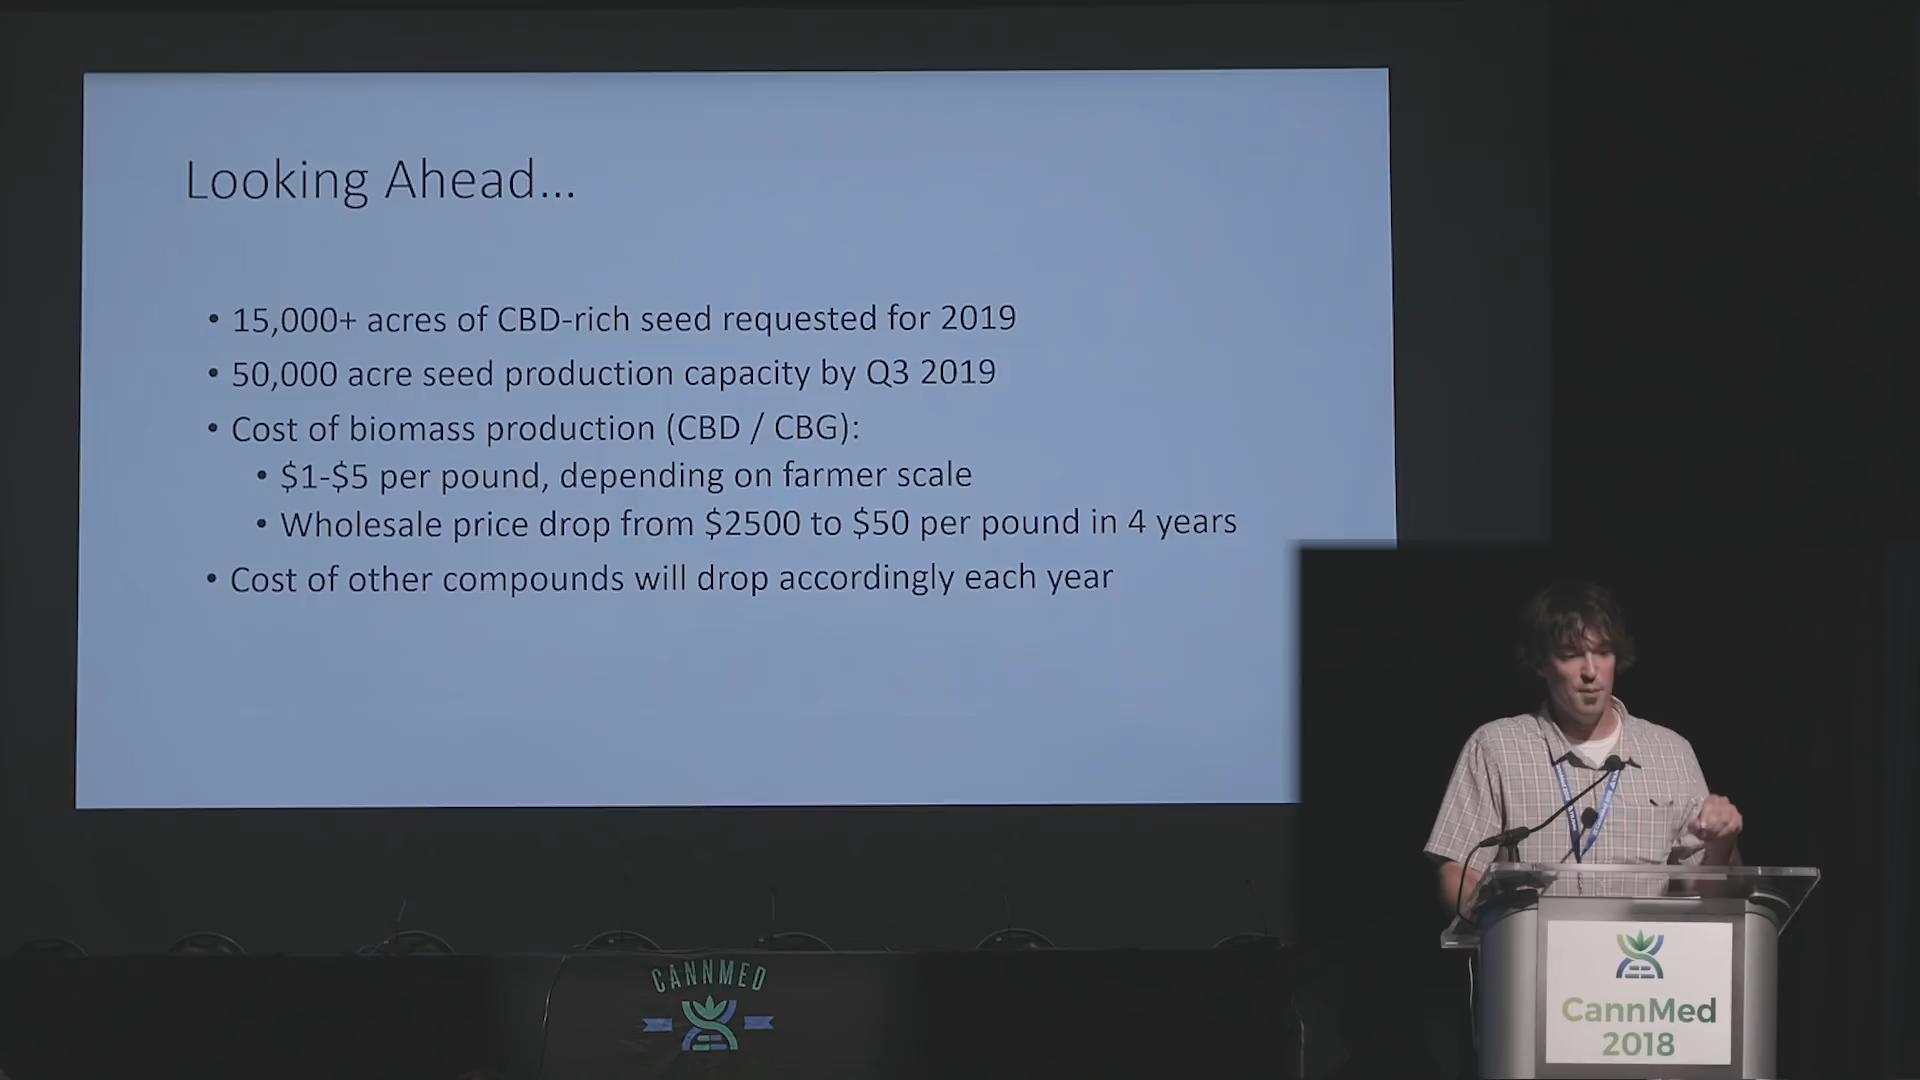 Looking Ahead...
• 15,000+ acres of CBD-rich seed requested for 2019
• 50,000 acre seed production capacity by Q3 2019
• Cost of biomass production (CBD / CBG):
• $1-$5 per pound, depending on farmer scale
• Wholesale price drop from $2500 to $50 per pound in 4 years
• Cost of other compounds will drop accordingly each year
CANNMED
CannMed
2018